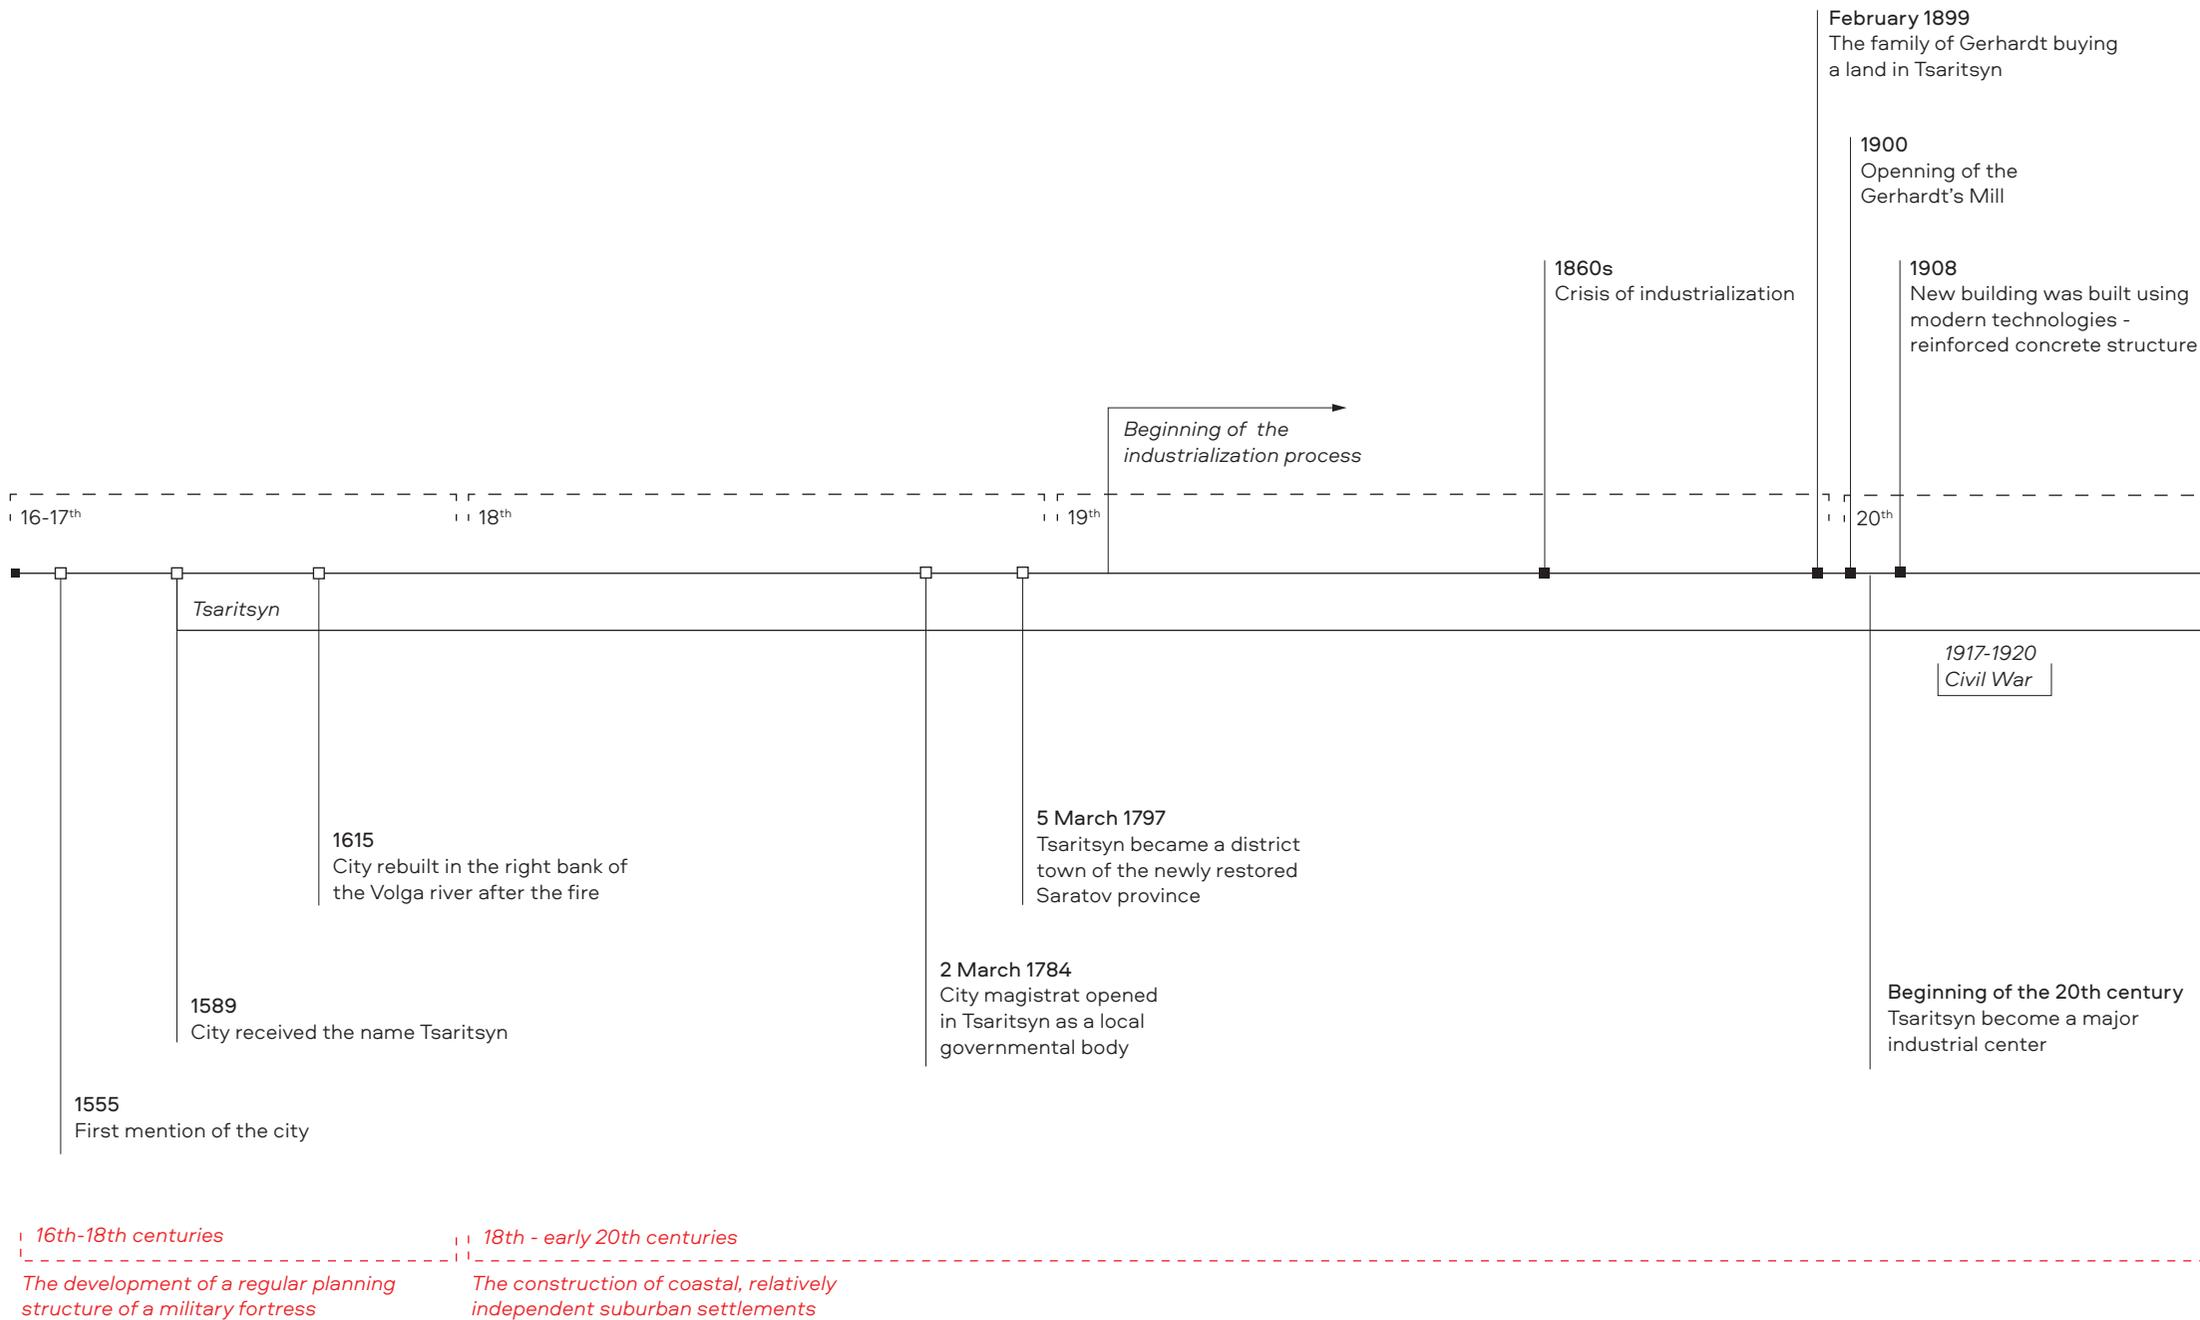 February 1899
The family of Gerhardt buying
a land in Tsaritsyn
1900
Openning of the
Gerhardt’s Mill
1860s
Crisis of industrialization
1908
New building was built using
modern technologies -
reinforced concrete structure
Beginning of  the
industrialization process
16-17th
18th
19th
20th
Tsaritsyn
1917-1920
Civil War
1615
City rebuilt in the right bank of
the Volga river after the fire
5 March 1797
Tsaritsyn became a district
town of the newly restored
Saratov province
1589
City received the name Tsaritsyn
2 March 1784
City magistrat opened
in Tsaritsyn as a local
governmental body
Beginning of the 20th century
Tsaritsyn become a major
industrial center
1555
First mention of the city
16th-18th centuries
The development of a regular planning
structure of a military fortress
18th - early 20th centuries
The construction of coastal, relatively
independent suburban settlements